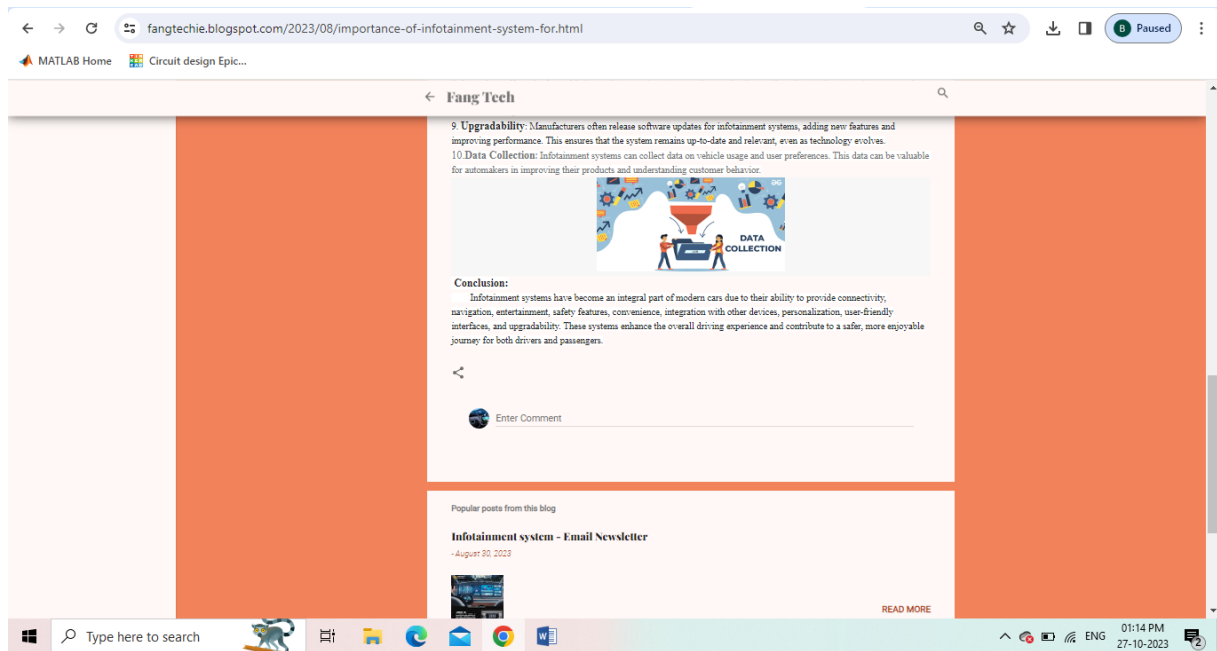 fangtechie.blogspot.com/2023/08/importance-of-infotainment-system-for.html
B Paused
MATLAB Home Circuit design Epic...
Fang Tech
9. Upgradability: Manufacturers often release software updates for infotainment systems, adding new features and
improving performance. This ensures that the system remains up-to-date and relevant, even as technology evolves.
10.Data Collection: Infotainment systems can collect data on vehicle usage and user preferences. This data can be valuable
for automakers in improving their products and understanding customer behavior.
DATA
COLLECTION
Conclusion:
Infotainment systems have become an integral part of modern cars due to their ability to provide connectivity,
navigation, entertainment, safety features, convenience, integration with other devices, personalization, user-friendly
interfaces, and upgradability. These systems enhance the overall driving experience and contribute to a safer, more enjoyable
journey for both drivers and passengers.
Enter Comment
Popular posts from this blog
Infotainment system - Email Newsletter
- August 30, 2023
READ MORE
Type here to search
ENG
01:14 PM
27-10-2023
2